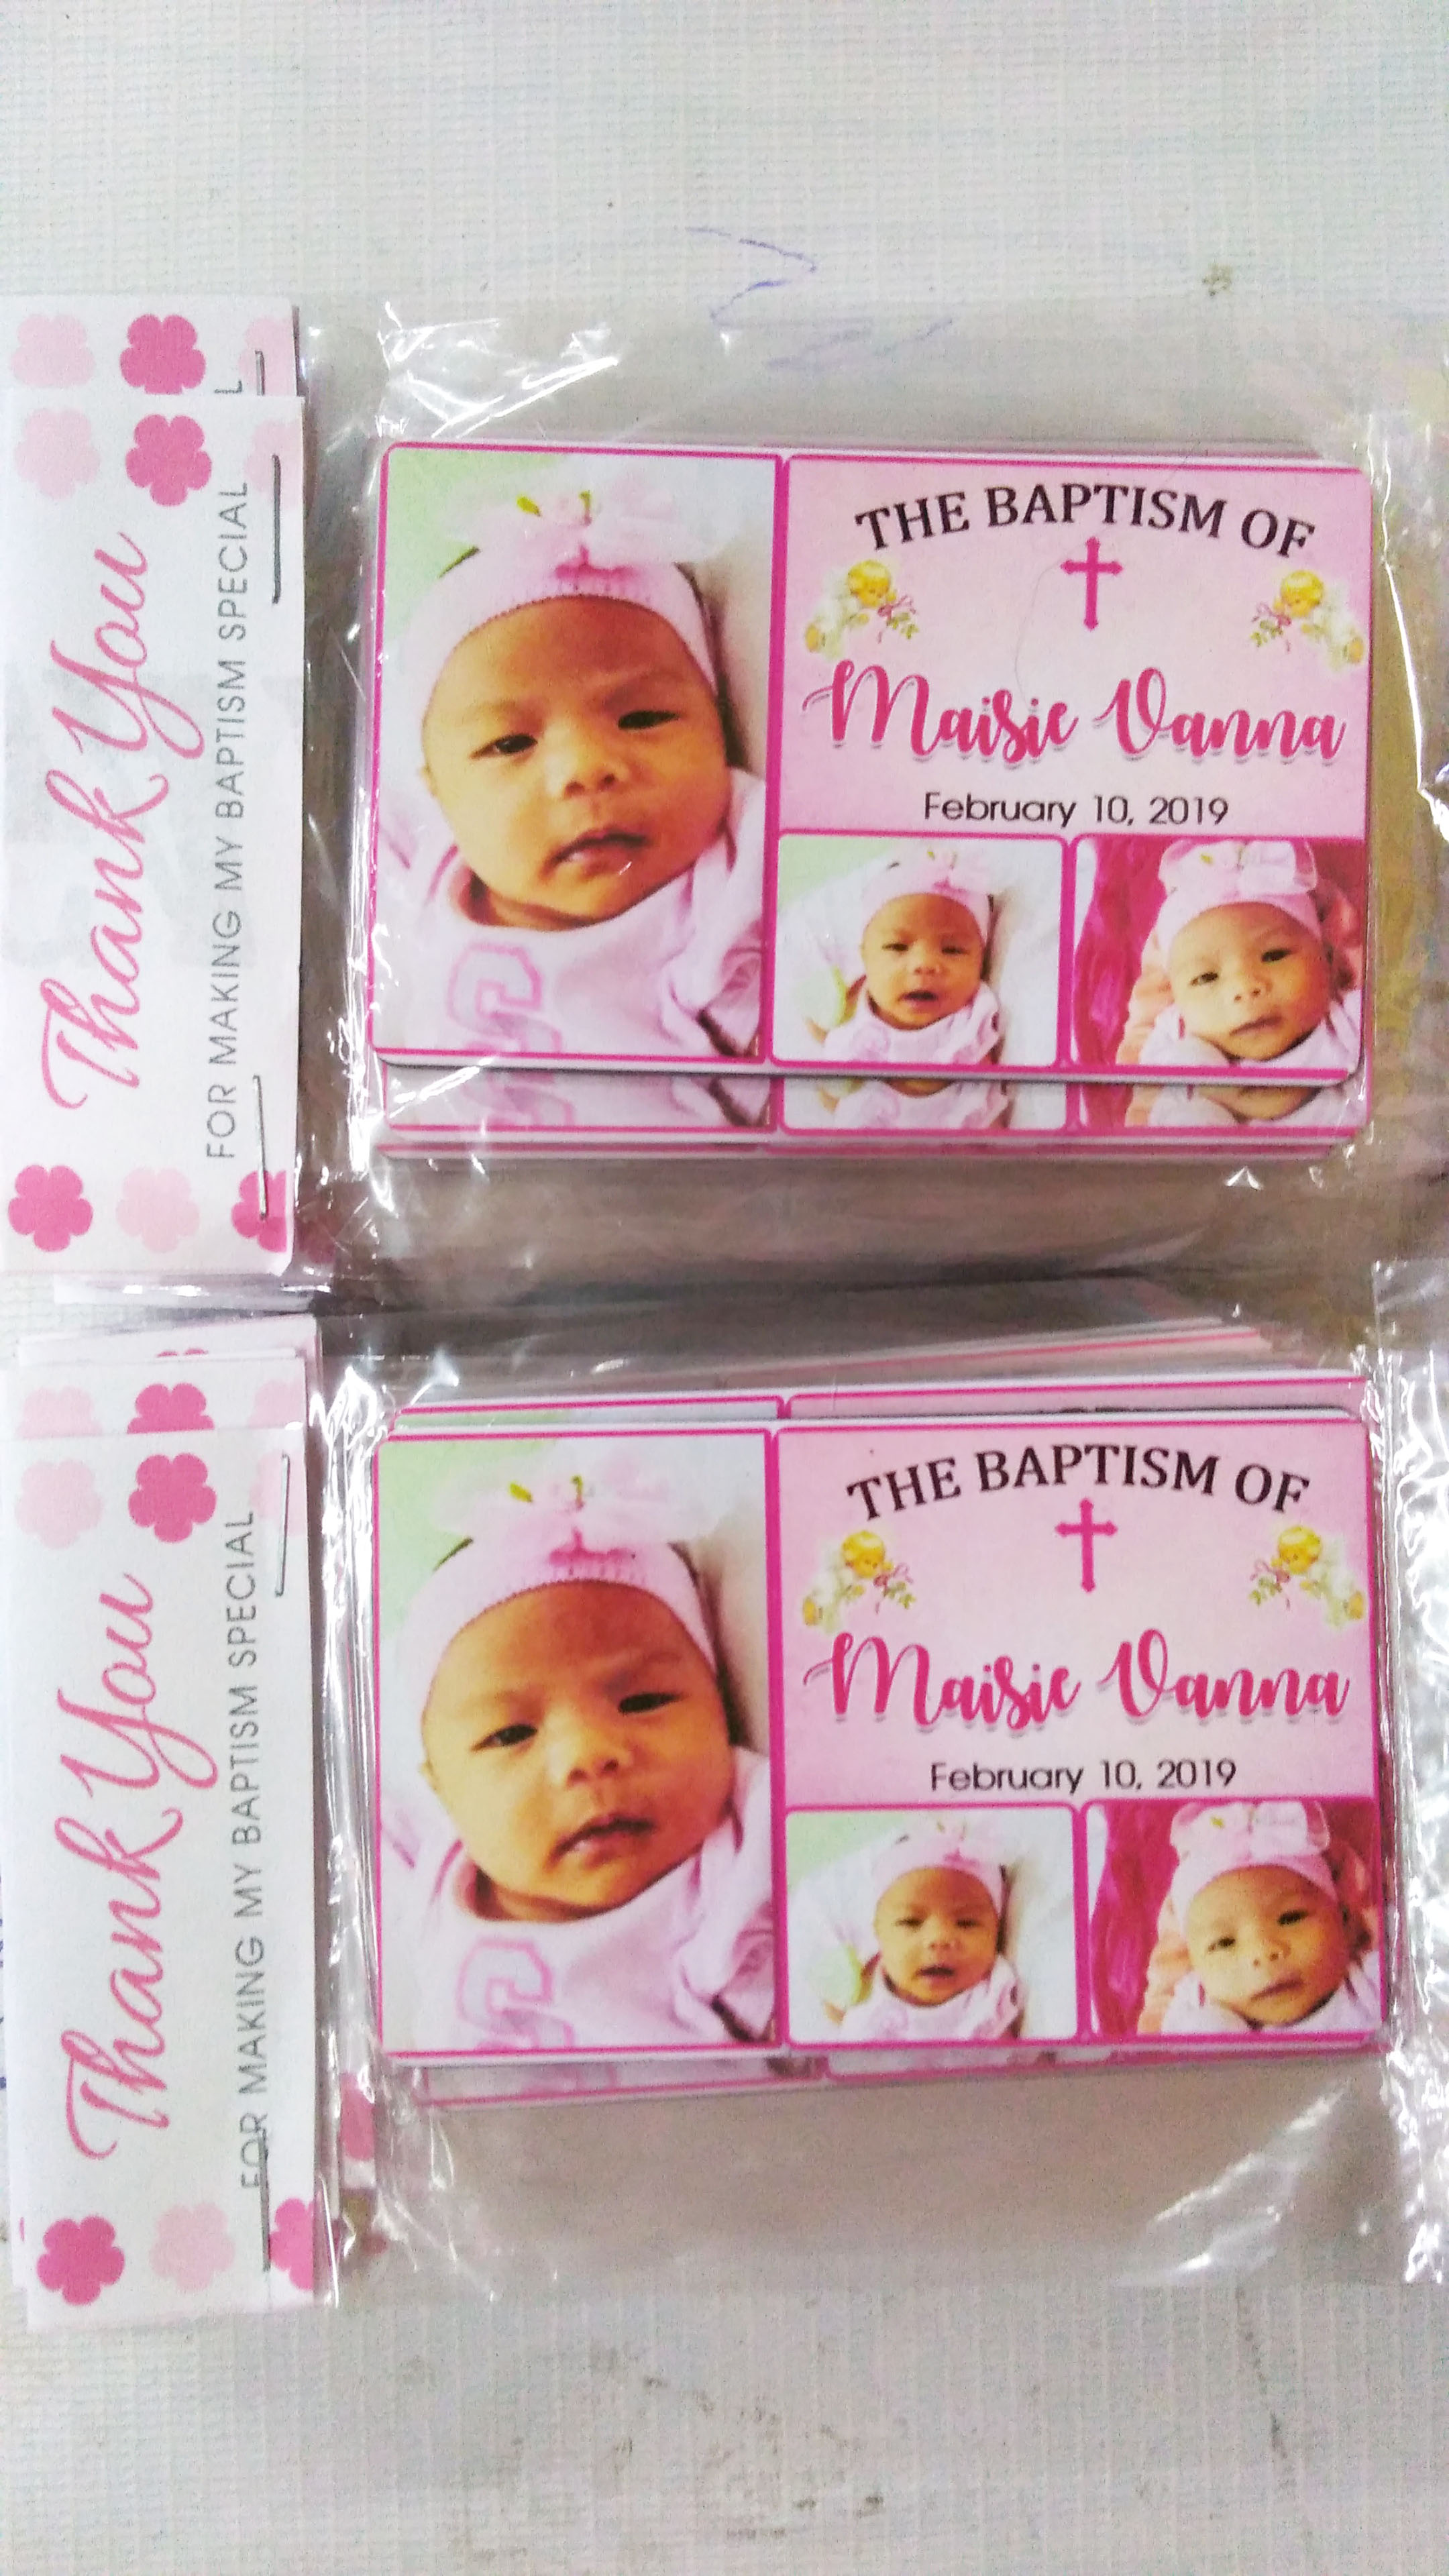 Thank You
FOR MAKING MY BAPTISM SPECIAL
L
THE BAPTISM OF
Maisie Vanna
February 10, 2019
S
Thank You
FOR MAKING MY BAPTISM SPECIAL
THE BAPTISM OF
Maisie Vanna
February 10, 2019
S